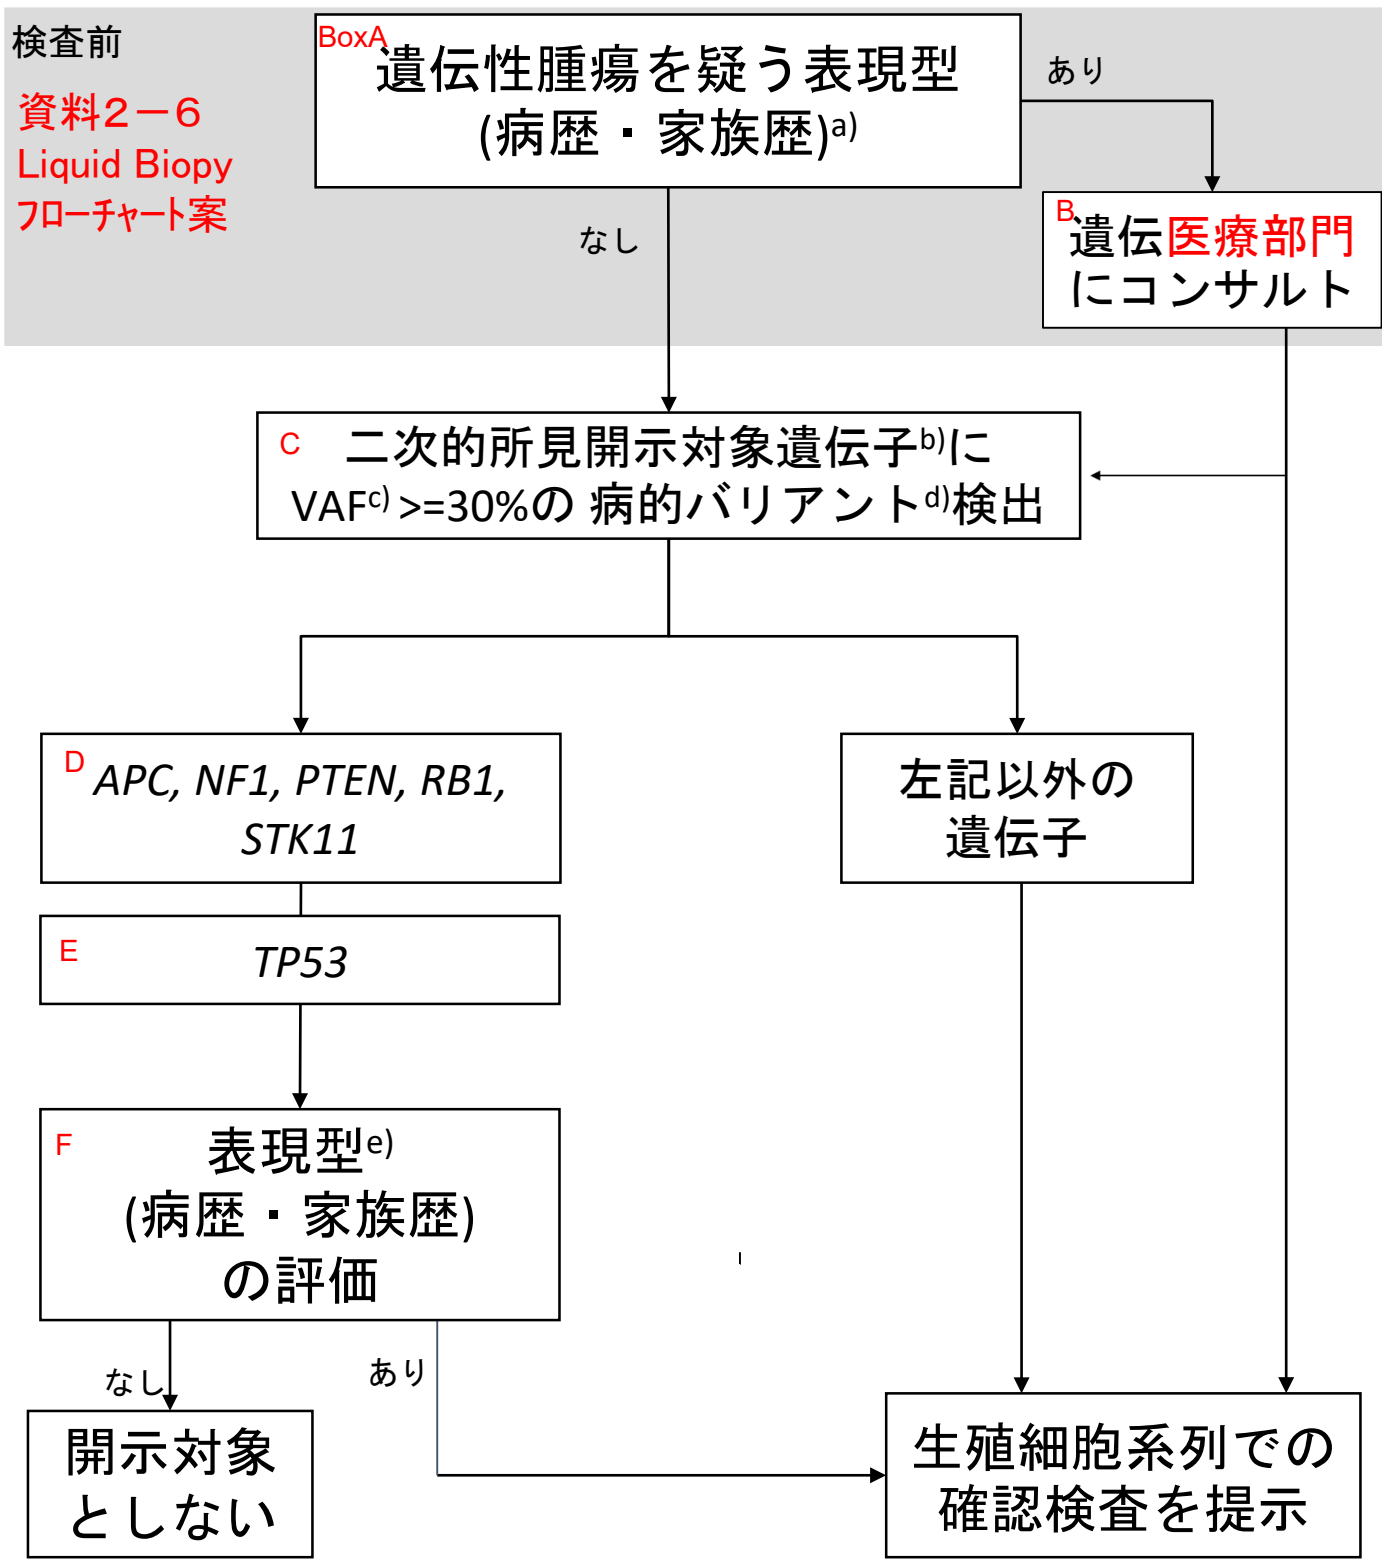 検査前
資料2－6
Liquid Biopy
フローチャート案
BoxA
遺伝性腫瘍を疑う表現型
(病歴・家族歴)a)
あり
なし
B
遺伝医療部門
にコンサルト
C
二次的所見開示対象遺伝子b)に
VAFc) >=30%の 病的バリアントd)検出
D
APC, NF1, PTEN, RB1,
STK11
左記以外の
遺伝子
E
TP53
F
表現型e)
(病歴・家族歴)
の評価
なし
あり
開示対象
としない
生殖細胞系列での
確認検査を提示